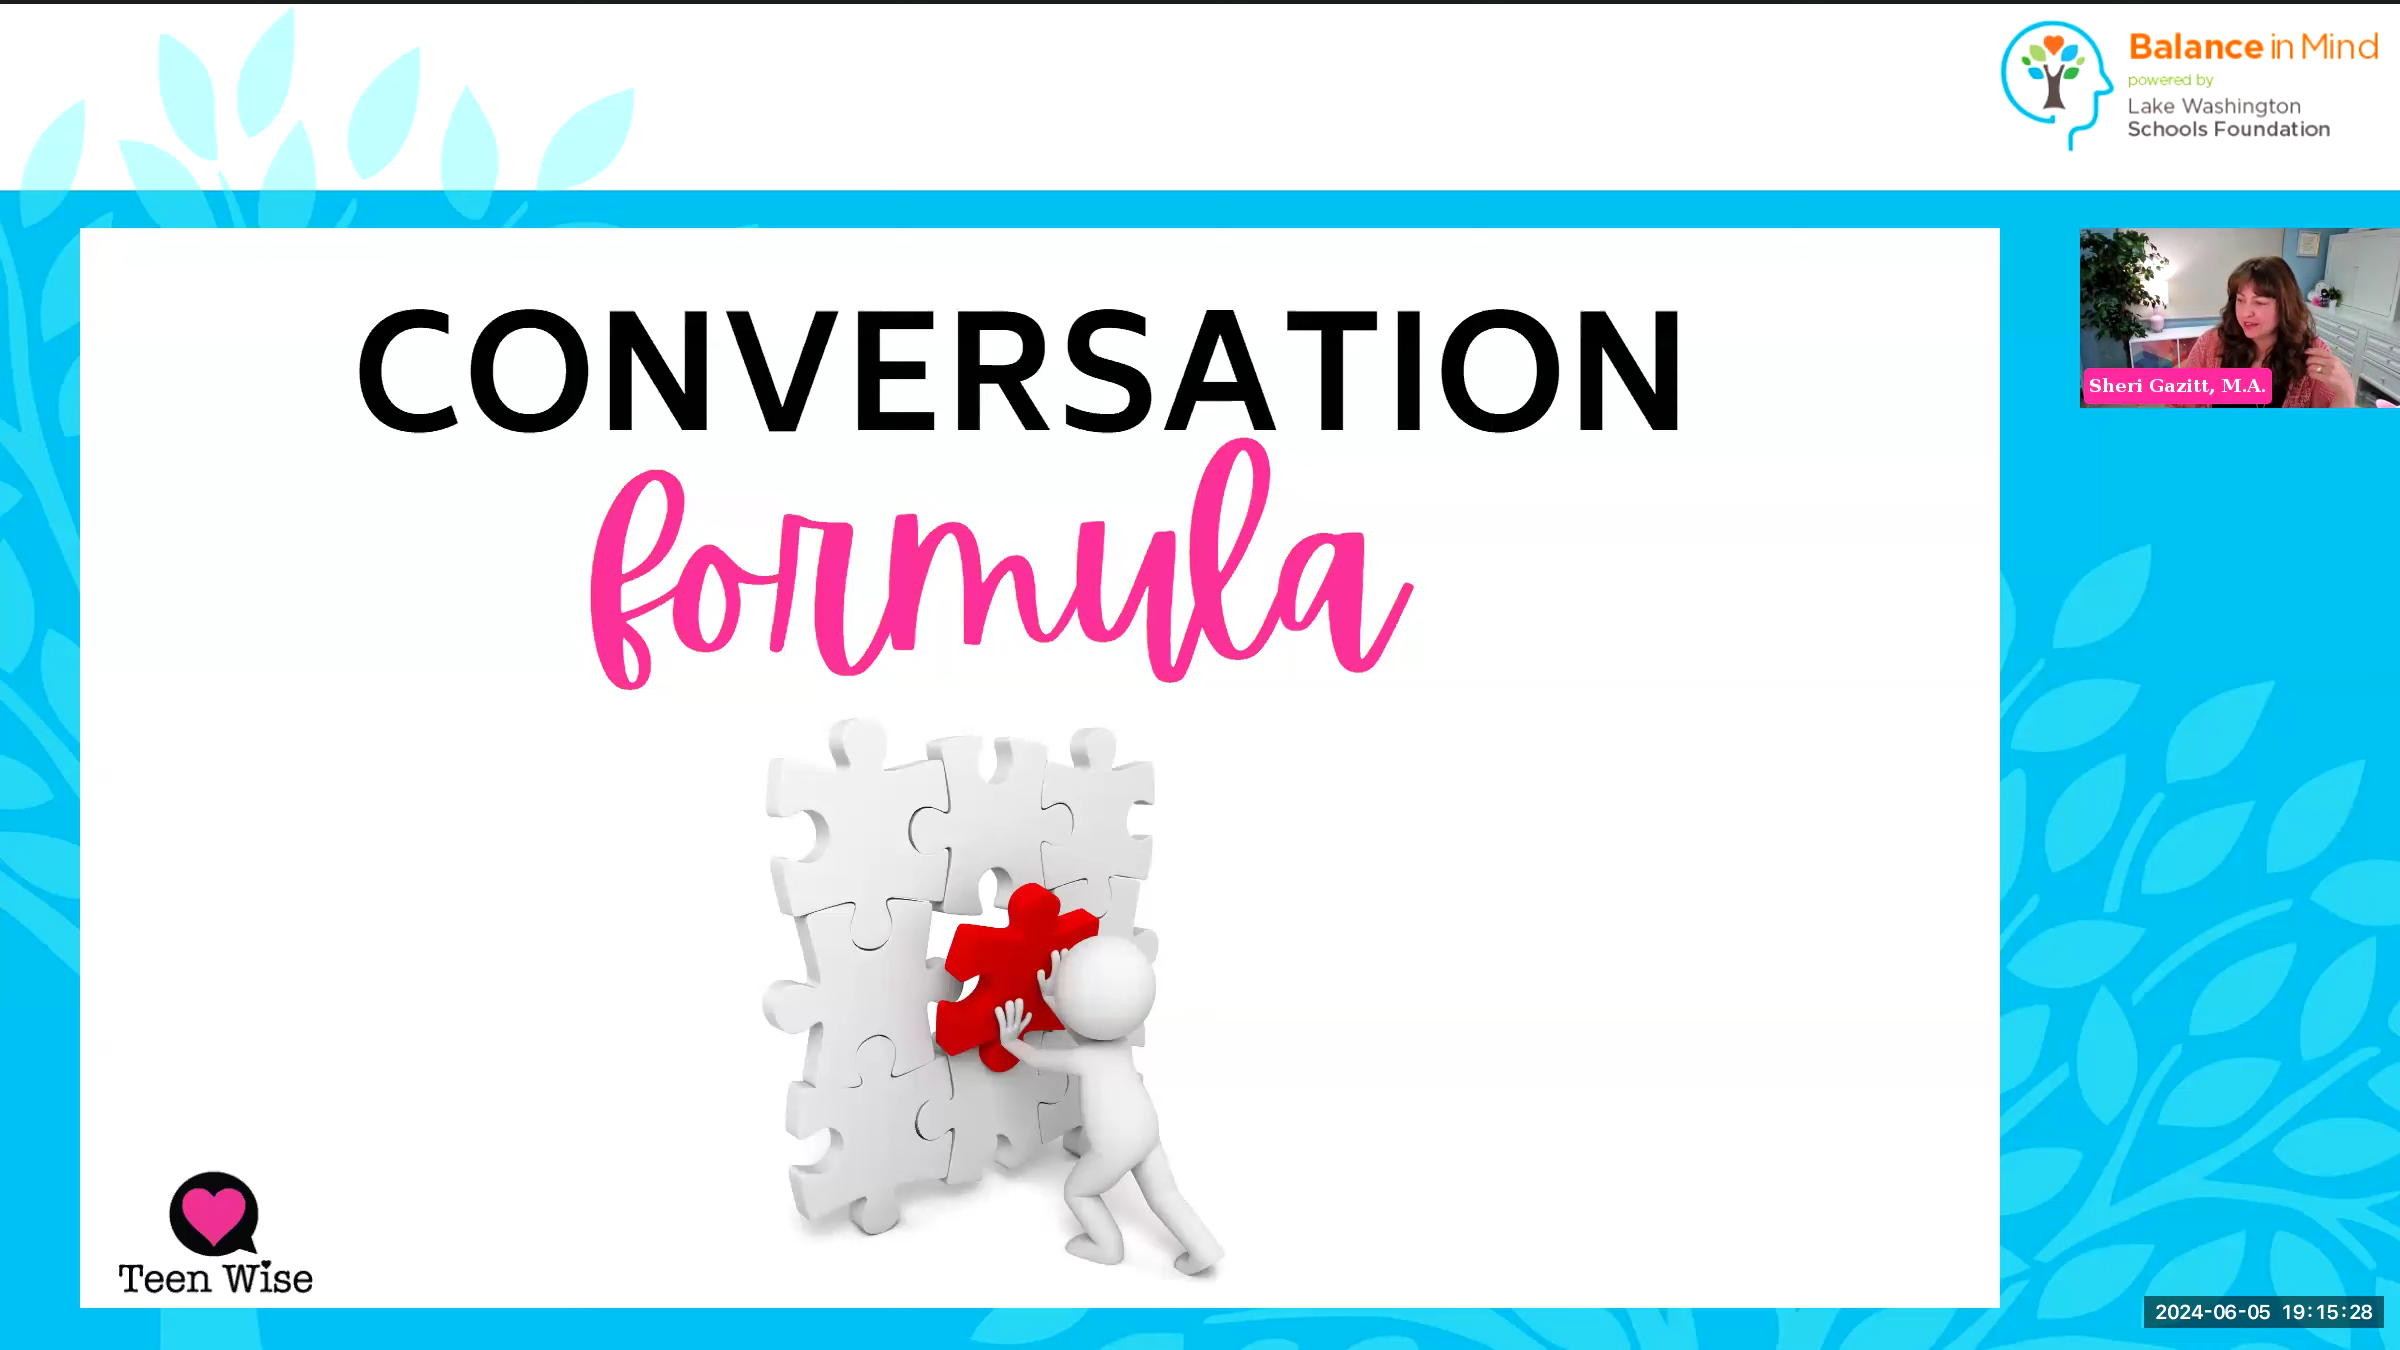 Balance in Mind
powered by
Lake Washington
Schools Foundation
CONVERSATION
formula
Sheri Gazitt, M.A.
Teen Wise
2024-06-05 19:15:28